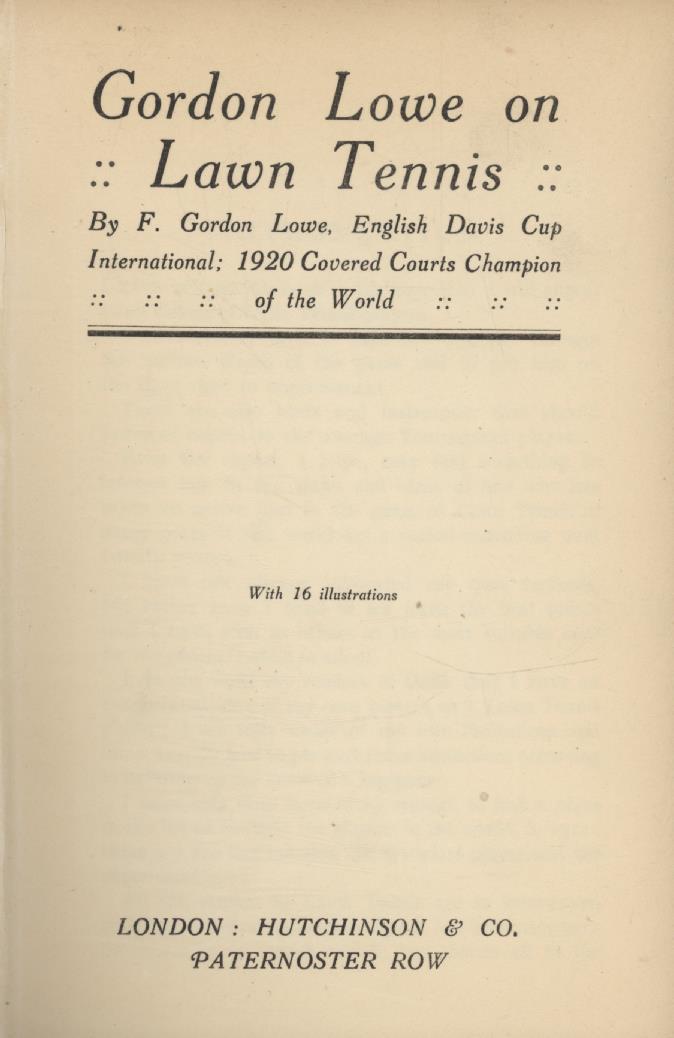 Gordon Lowe on
:: Lawn Tennis ::
By F. Gordon Lowe, English Davis Cup
International; 1920 Covered Courts Champion
:: :: :: of the World :: :: ::
With 16 illustrations
LONDON : HUTCHINSON & CO.
PATERNOSTER ROW